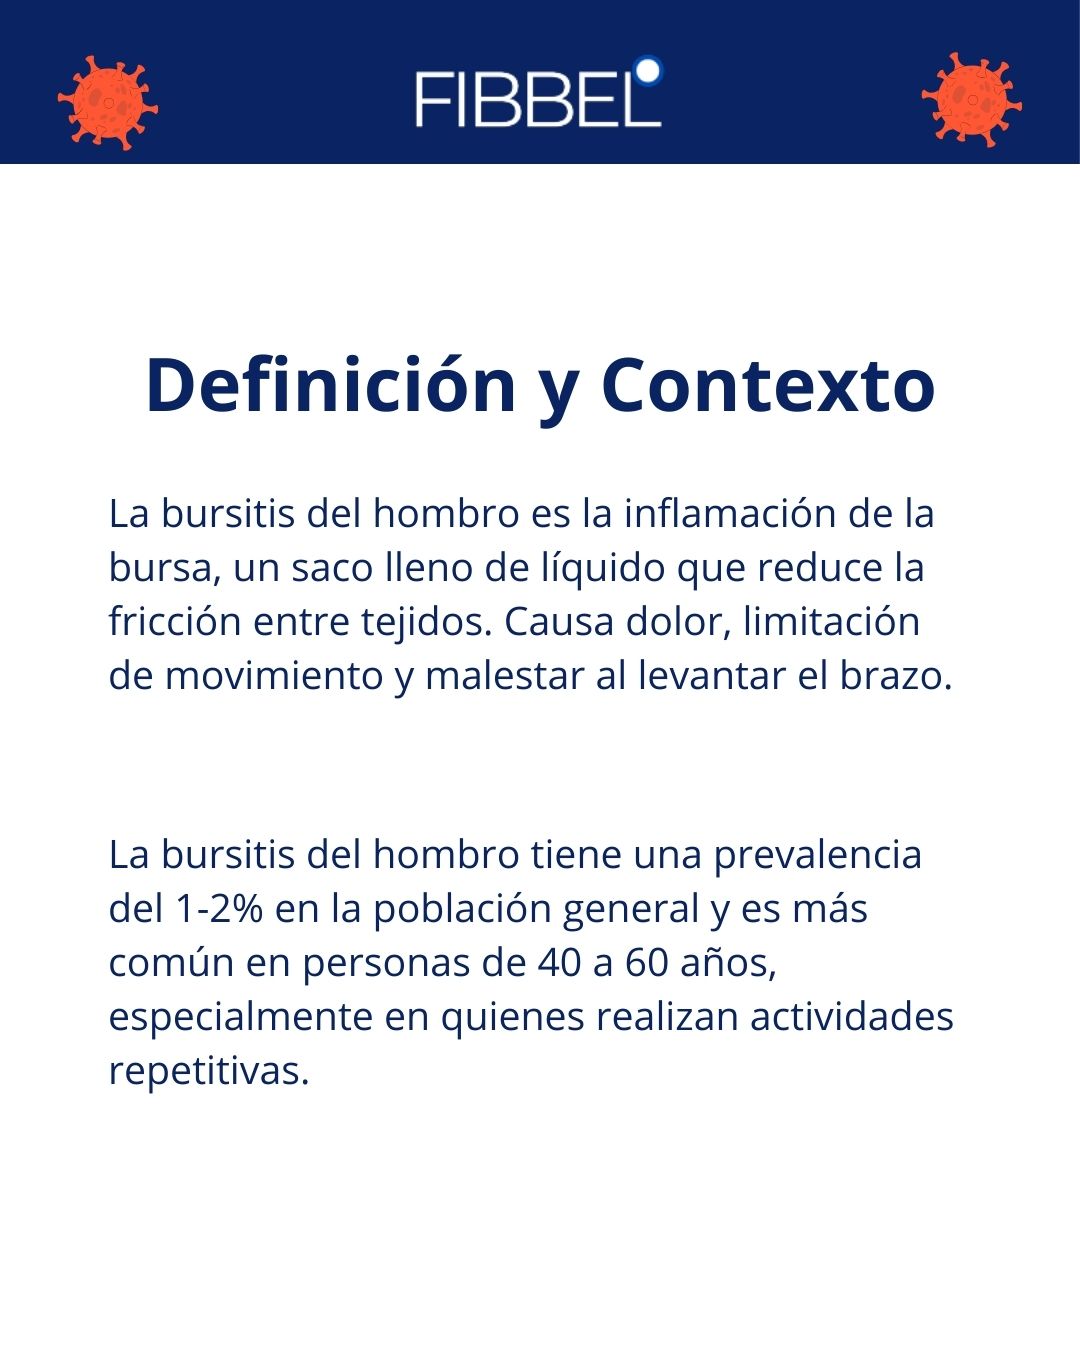 FIBBEL
Definición y Contexto
La bursitis del hombro es la inflamación de la
bursa, un saco lleno de líquido que reduce la
fricción entre tejidos. Causa dolor, limitación
de movimiento y malestar al levantar el brazo.
La bursitis del hombro tiene una prevalencia
del 1-2% en la población general y es más
común en personas de 40 a 60 años,
especialmente en quienes realizan actividades
repetitivas.